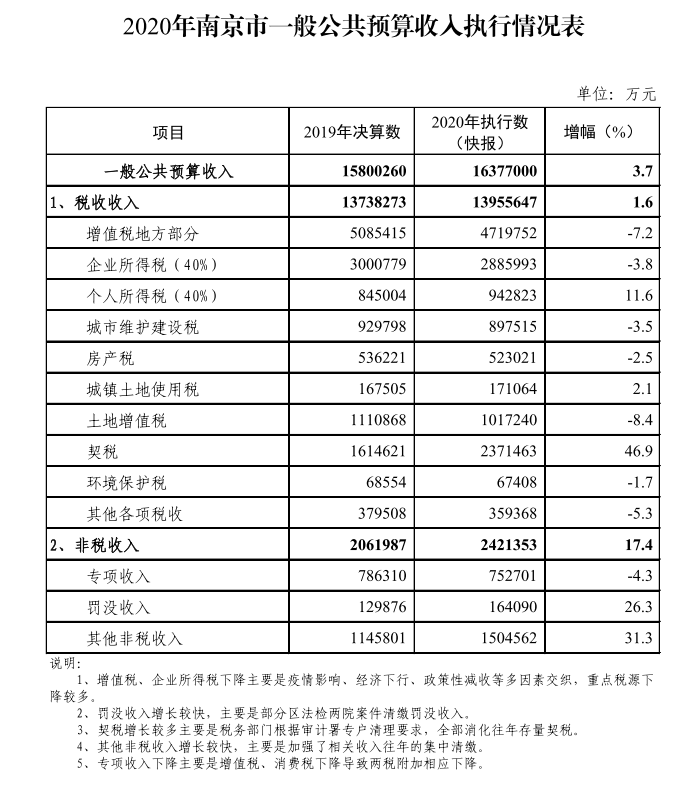 2020年南京市一般公共预算收入执行情况表
单位：万元
项目 2019年决算数 2020年执行数（快报） 增幅（%）
一般公共预算收入 15800260 16377000 3.7
1、税收收入 13738273 13955647 1.6
增值税地方部分 5085415 4719752 -7.2
企业所得税（40%） 3000779 2885993 -3.8
个人所得税（40%） 845004 942823 11.6
城市维护建设税 929798 897515 -3.5
房产税 536221 523021 -2.5
城镇土地使用税 167505 171064 2.1
土地增值税 1110868 1017240 -8.4
契税 1614621 2371463 46.9
环境保护税 68554 67408 -1.7
其他各项税收 379508 359368 -5.3
2、非税收入 2061987 2421353 17.4
专项收入 786310 752701 -4.3
罚没收入 129876 164090 26.3
其他非税收入 1145801 1504562 31.3
说明：
1、增值税、企业所得税下降主要是疫情影响、经济下行、政策性减收等多因素交织，重点税源下
降较多。
2、罚没收入增长较快，主要是部分区法检两院案件清缴罚没收入。
3、契税增长较多主要是税务部门根据审计署专户清理要求，全部消化往年存量契税。
4、其他非税收入增长较快，主要是加强了相关收入往年的集中清缴。
5、专项收入下降主要是增值税、消费税下降导致两税附加相应下降。